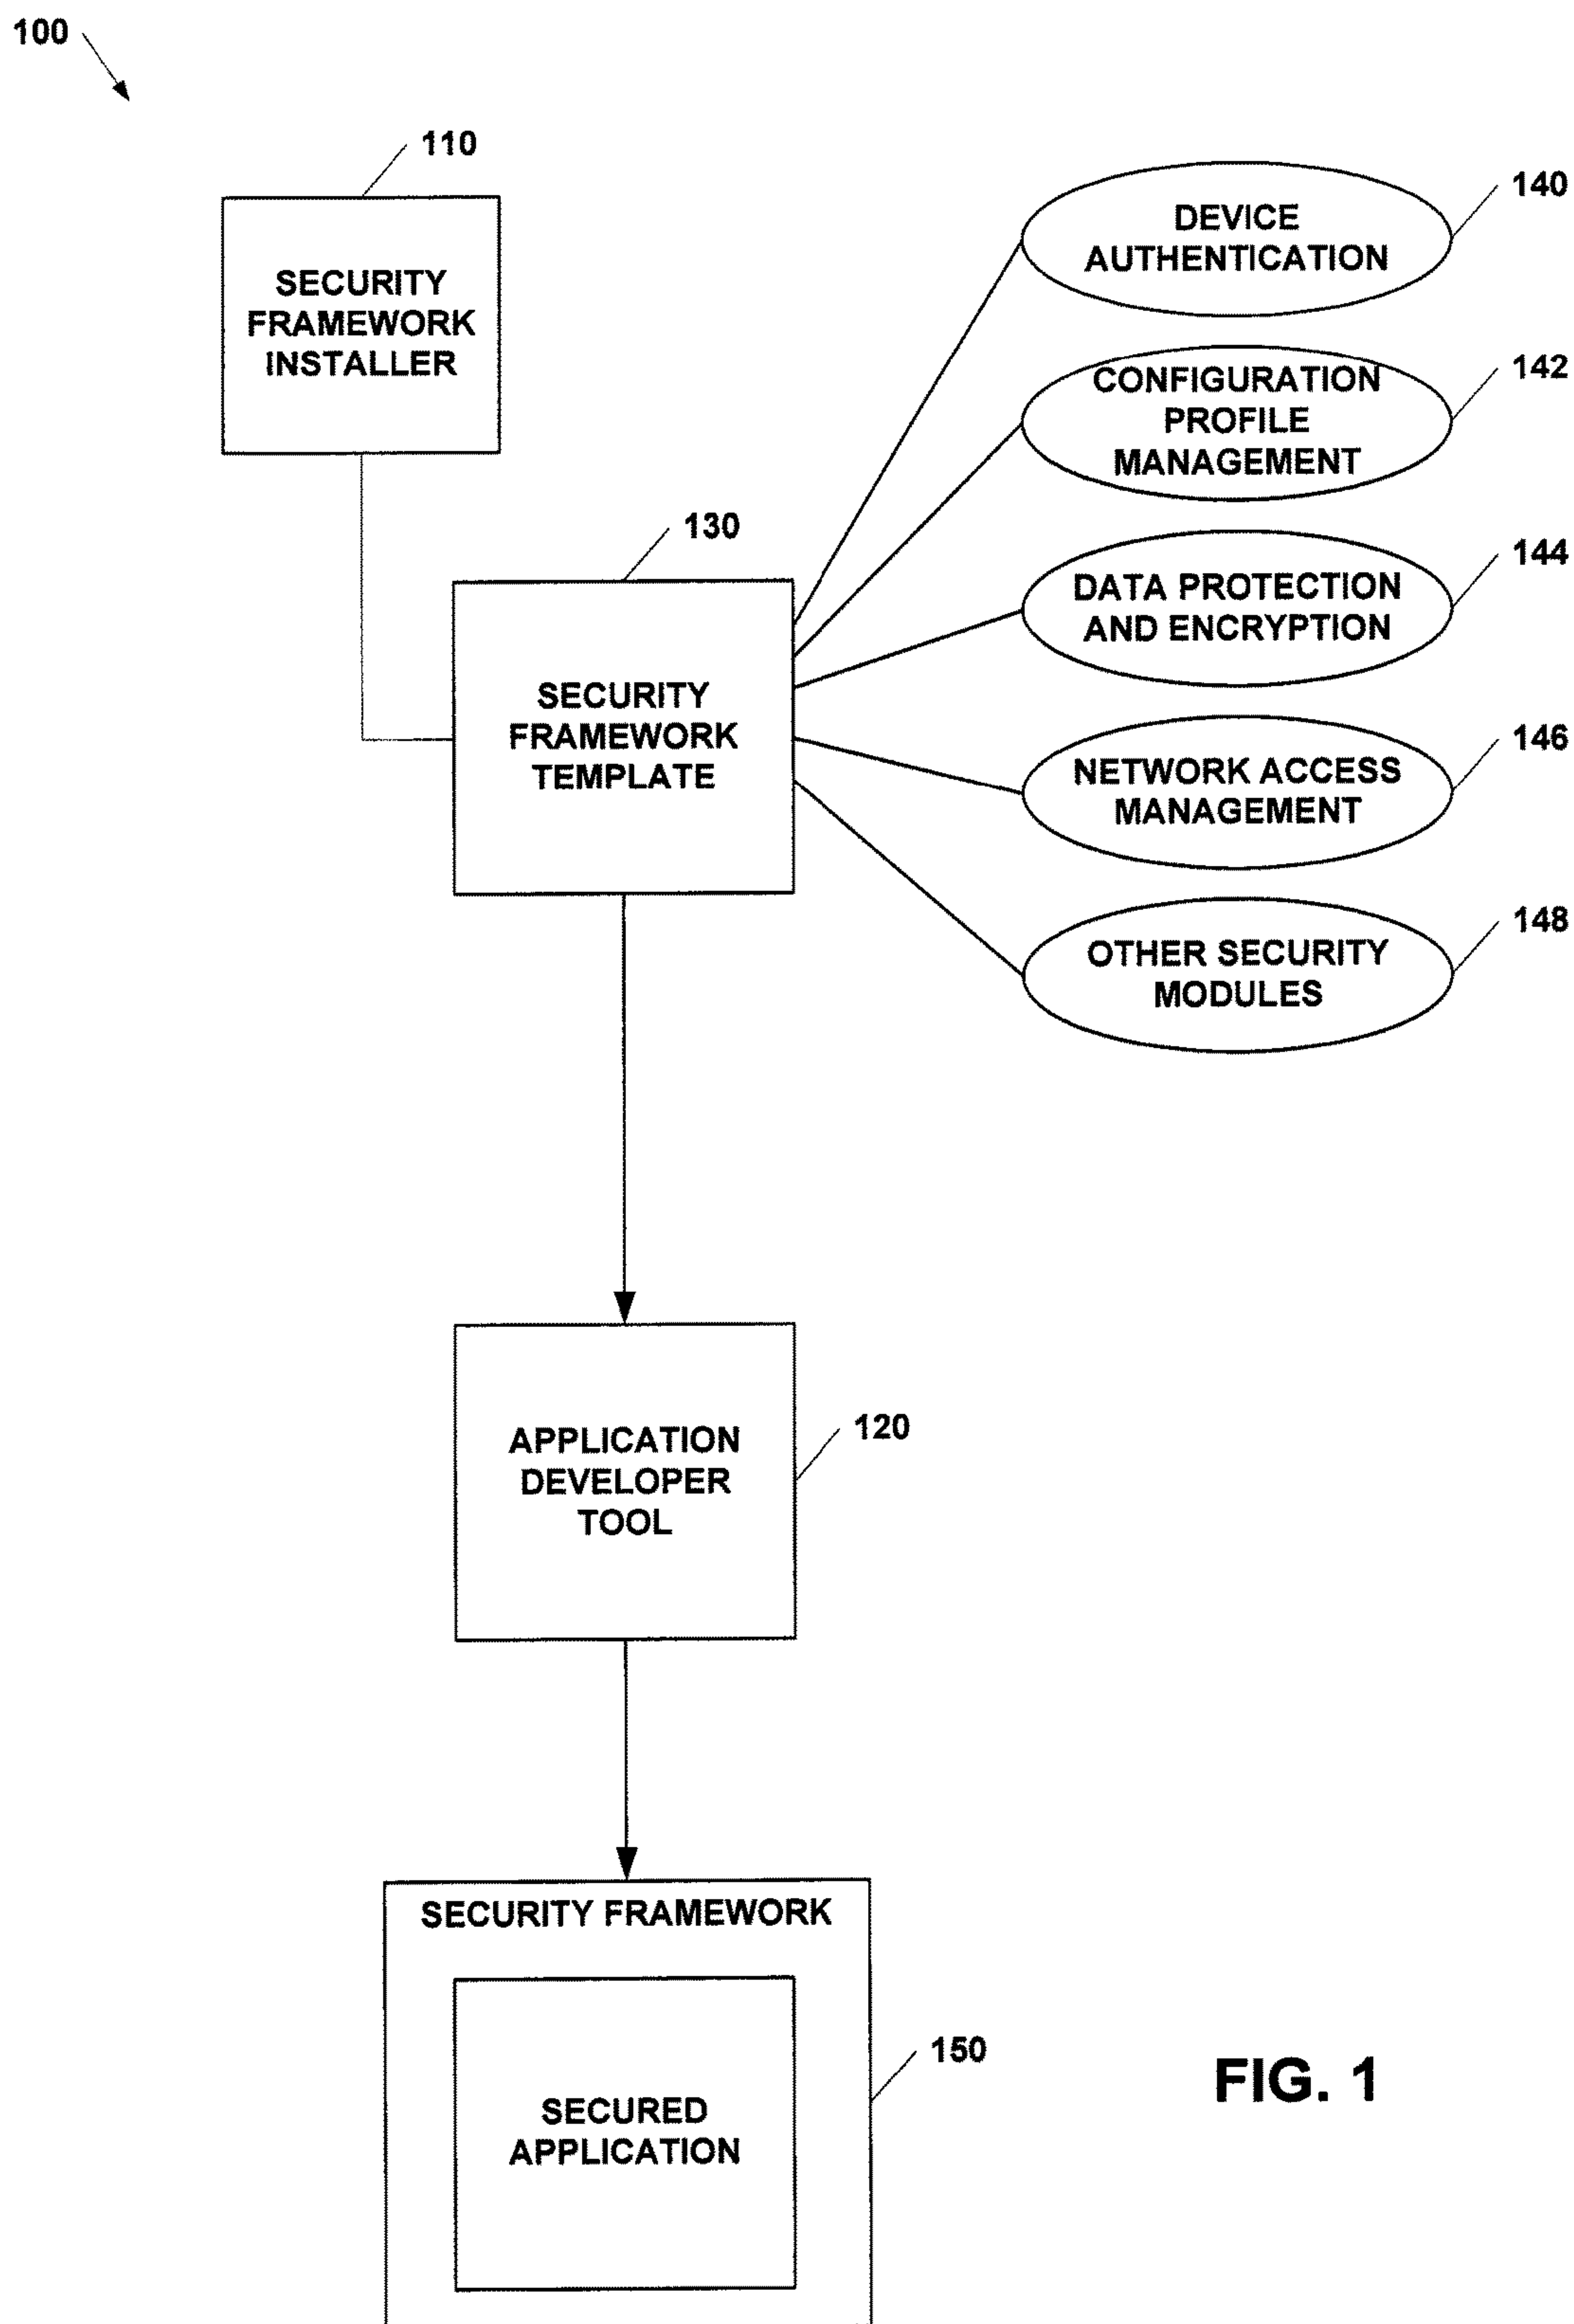 100
110
SECURITY
FRAMEWORK
INSTALLER
130
SECURITY
FRAMEWORK
TEMPLATE
140
DEVICE
AUTHENTICATION
142
CONFIGURATION
PROFILE
MANAGEMENT
144
DATA PROTECTION
AND ENCRYPTION
146
NETWORK ACCESS
MANAGEMENT
148
OTHER SECURITY
MODULES
120
APPLICATION
DEVELOPER
TOOL
SECURITY FRAMEWORK
150
SECURED
APPLICATION
FIG. 1